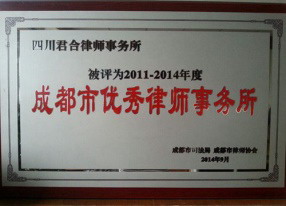 四川君合律师事务所
被评为2011-2014年度
成都市优秀律师事务所
成都市司法局 成都市律师协会
2014年9月